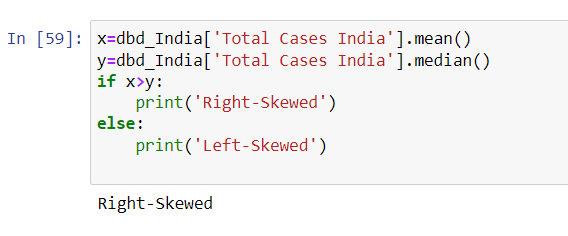 In [59]: x=dbd_India['Total Cases India'].mean()
y=dbd_India['Total Cases India'].median()
if x>y:
    print('Right-Skewed')
else:
    print('Left-Skewed')
Right-Skewed